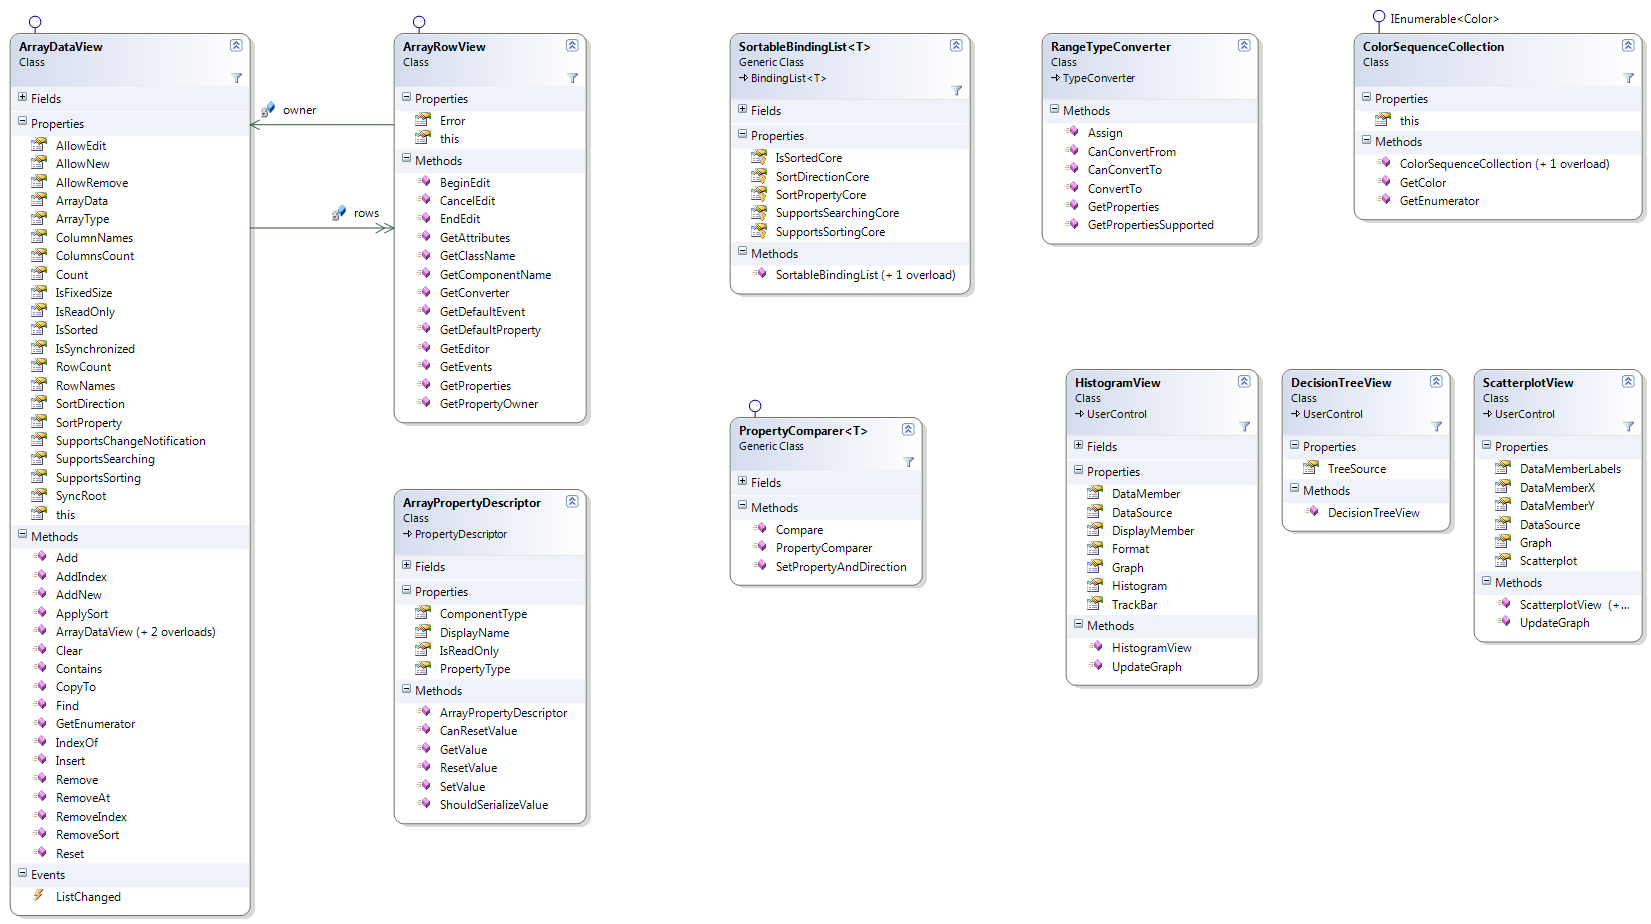 ArrayDataView
Class
Fields
Properties
AllowEdit
AllowNew
AllowRemove
ArrayData
ArrayType
ColumnNames
ColumnsCount
Count
IsFixedSize
IsReadOnly
IsSorted
IsSynchronized
RowCount
RowNames
SortDirection
SortProperty
SupportsChangeNotification
SupportsSearching
SupportsSorting
SyncRoot
this
Methods
Add
AddIndex
AddNew
ApplySort
ArrayDataView (+ 2 overloads)
Clear
Contains
CopyTo
Find
GetEnumerator
IndexOf
Insert
Remove
RemoveAt
RemoveIndex
RemoveSort
Reset
Events
ListChanged
owner
rows
ArrayRowView
Class
Properties
Error
this
Methods
BeginEdit
CancelEdit
EndEdit
GetAttributes
GetClassName
GetComponentName
GetConverter
GetDefaultEvent
GetDefaultProperty
GetEditor
GetEvents
GetProperties
GetPropertyOwner
ArrayPropertyDescriptor
Class
PropertyDescriptor
Fields
Properties
ComponentType
DisplayName
IsReadOnly
PropertyType
Methods
ArrayPropertyDescriptor
CanResetValue
GetValue
ResetValue
SetValue
ShouldSerializeValue
SortableBindingList<T>
Generic Class
BindingList<T>
Fields
Properties
IsSortedCore
SortDirectionCore
SortPropertyCore
SupportsSearchingCore
SupportsSortingCore
Methods
SortableBindingList (+ 1 overload)
PropertyComparer<T>
Generic Class
Fields
Methods
Compare
PropertyComparer
SetPropertyAndDirection
RangeTypeConverter
Class
TypeConverter
Methods
Assign
CanConvertFrom
CanConvertTo
ConvertTo
GetProperties
GetPropertiesSupported
IEnumerable<Color>
ColorSequenceCollection
Class
Properties
this
Methods
ColorSequenceCollection (+ 1 overload)
GetColor
GetEnumerator
HistogramView
Class
UserControl
Fields
Properties
DataMember
DataSource
DisplayMember
Format
Graph
Histogram
TrackBar
Methods
HistogramView
UpdateGraph
DecisionTreeView
Class
UserControl
Properties
TreeSource
Methods
DecisionTreeView
ScatterplotView
Class
UserControl
Properties
DataMemberLabels
DataMemberX
DataMemberY
DataSource
Graph
Scatterplot
Methods
ScatterplotView (+...
UpdateGraph